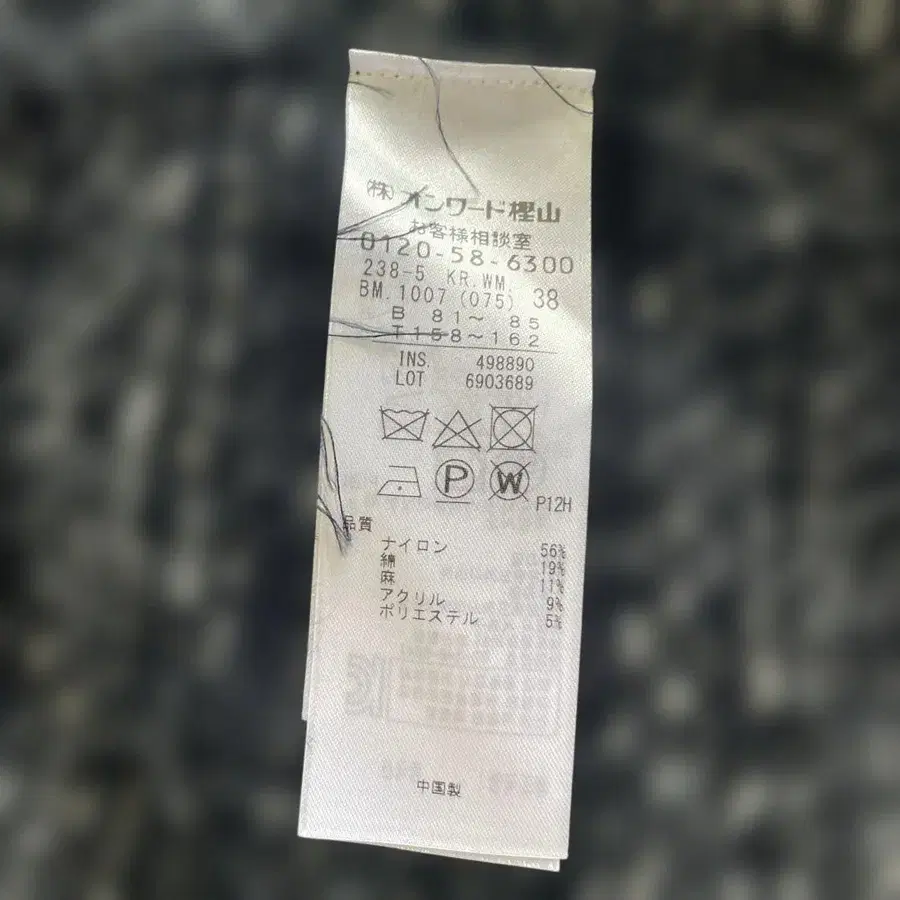 (株)オンワード樫山
お客様相談室
0120-58-6300
238-5 KR.WM. 38
BM.1007 (075)
B 81～ 85
T158～162
INS. 498890
LOT 6903689
P
W
P12H
品質
ナイロン 56%
綿 19%
麻 11%
アクリル 9%
ポリエステル 5%
中国製